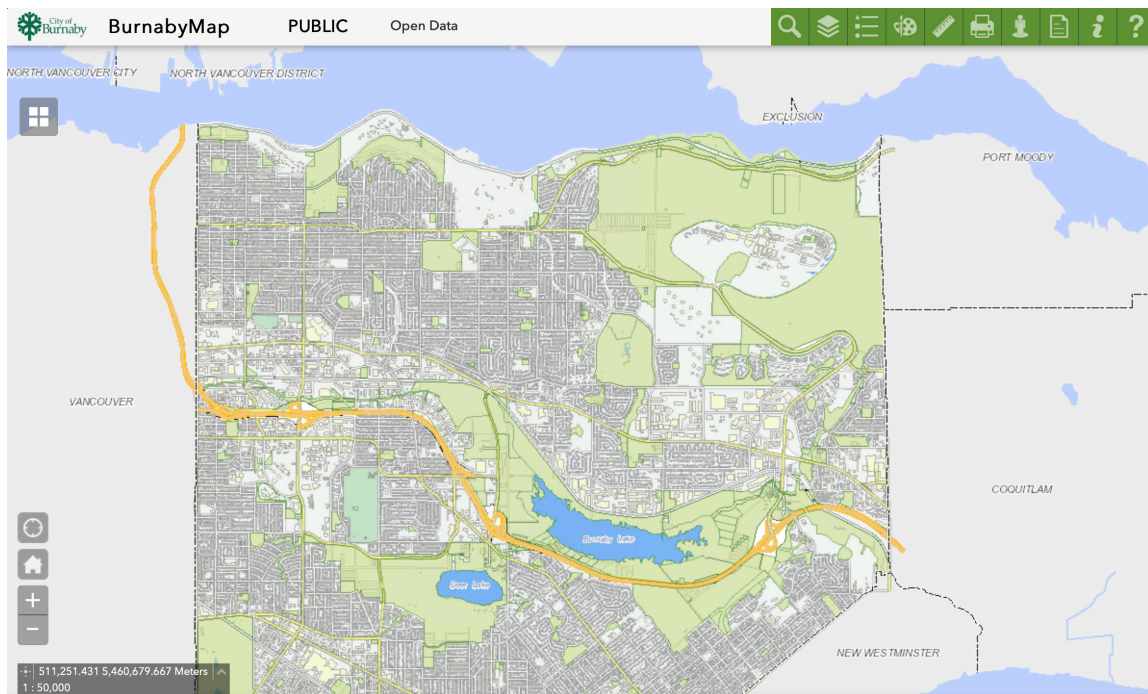 City of
Burnaby
BurnabyMap
PUBLIC
Open Data
?
NORTH VANCOUVER CITY
NORTH VANCOUVER DISTRICT
EXCLUSION
PORT MOODY
VANCOUVER
COQUITLAM
Burnaby Lake
Deer Lake
NEW WESTMINSTER
+
−
511,251.431 5,460,679.667 Meters
1 : 50,000